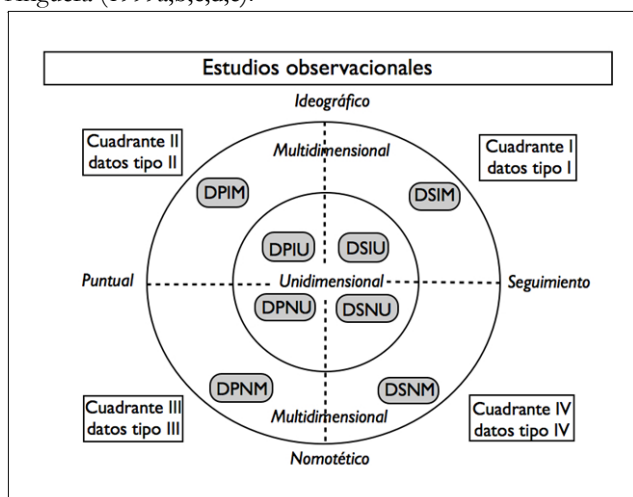 (1999a,b,c,d,e).
Estudios observacionales
Ideográfico
Cuadrante II
datos tipo II
Multidimensional
Cuadrante I
datos tipo I
DPIM
DSIM
DPIU
DSIU
Puntual
Unidimensional
Seguimiento
DPNU
DSNU
DPNM
DSNM
Cuadrante III
datos tipo III
Multidimensional
Cuadrante IV
datos tipo IV
Nomotético